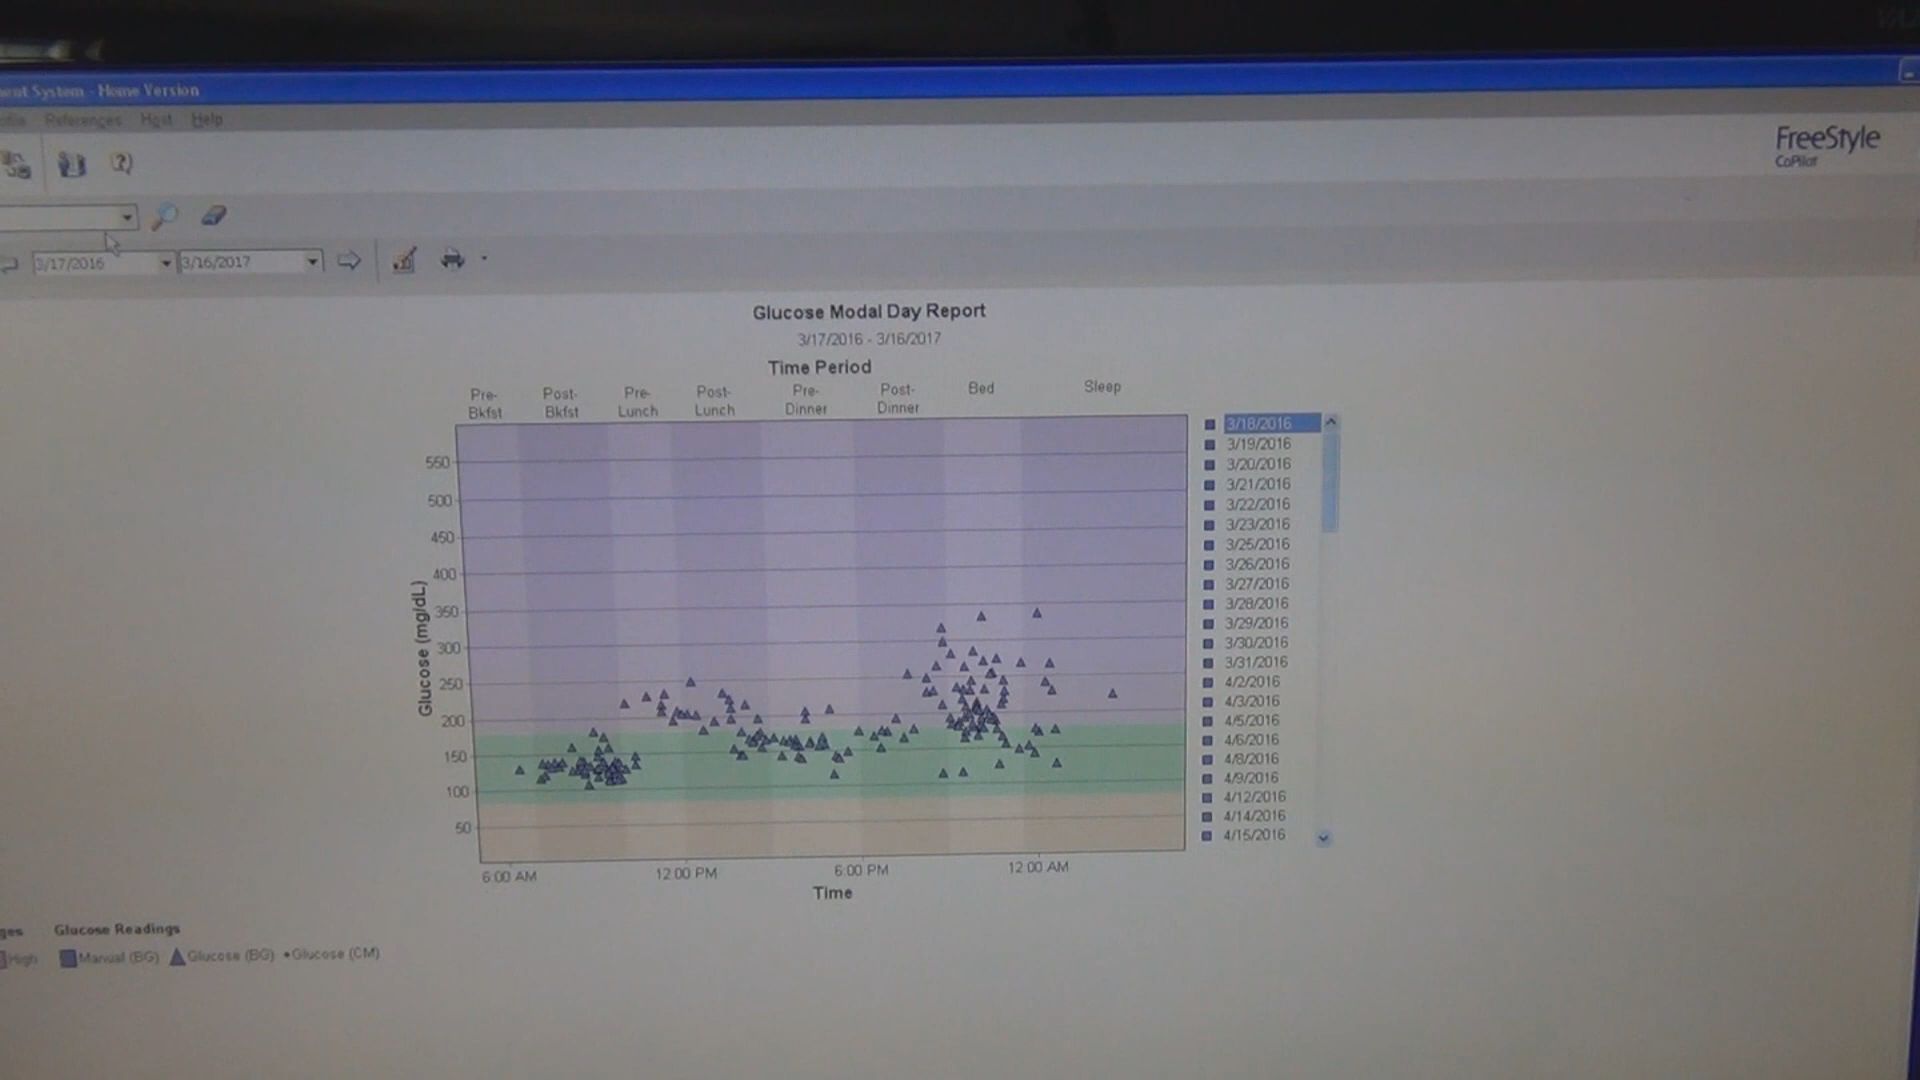 ent System - Home Version
References Host Help
FreeStyle
CoPilot
3/17/2016 3/16/2017
Glucose Modal Day Report
3/17/2016 - 3/16/2017
Time Period
Pre-Bkfst Post-Bkfst Pre-Lunch Post-Lunch Pre-Dinner Post-Dinner Bed Sleep
550
500
450
400
350
300
250
200
150
100
50
Glucose (mg/dL)
6:00 AM 12:00 PM 6:00 PM 12:00 AM
Time
3/18/2016
3/19/2016
3/20/2016
3/21/2016
3/22/2016
3/23/2016
3/25/2016
3/26/2016
3/27/2016
3/28/2016
3/29/2016
3/30/2016
3/31/2016
4/2/2016
4/3/2016
4/5/2016
4/6/2016
4/8/2016
4/9/2016
4/12/2016
4/14/2016
4/15/2016
ges Glucose Readings
High Manual (BG) Glucose (BG) Glucose (CM)